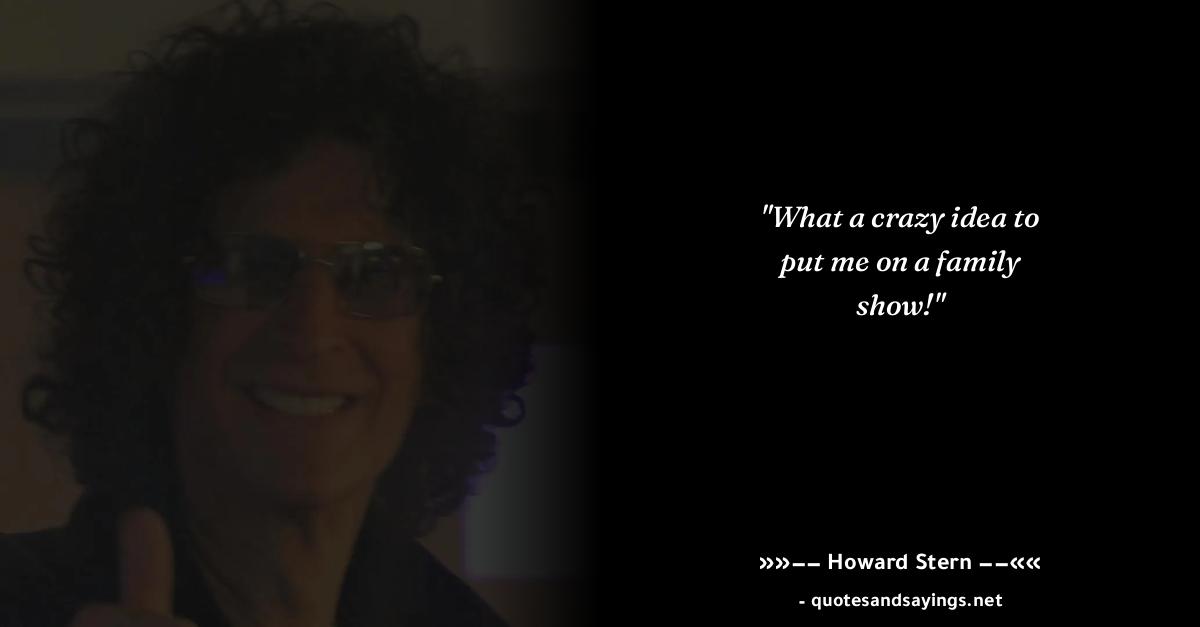 "What a crazy idea to
put me on a family
show!"
»»−− Howard Stern −−««
- quotesandsayings.net